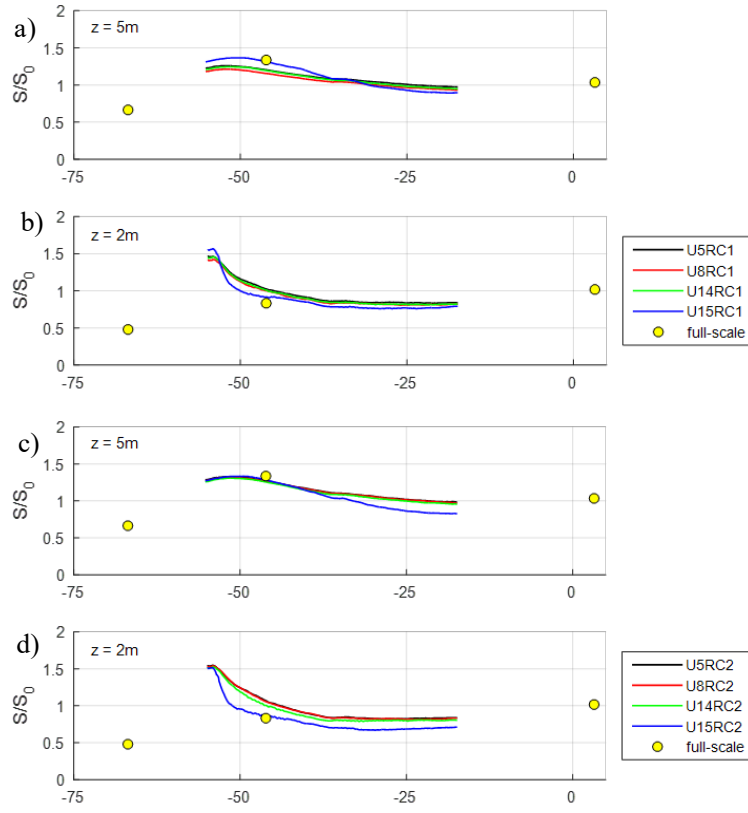 a)
z = 5m
2
1.5
1
0.5
0
S/S0
-75
-50
-25
0
b)
z = 2m
2
1.5
1
0.5
0
S/S0
-75
-50
-25
0
U5RC1
U8RC1
U14RC1
U15RC1
full-scale
c)
z = 5m
2
1.5
1
0.5
0
S/S0
-75
-50
-25
0
d)
z = 2m
2
1.5
1
0.5
0
S/S0
-75
-50
-25
0
U5RC2
U8RC2
U14RC2
U15RC2
full-scale